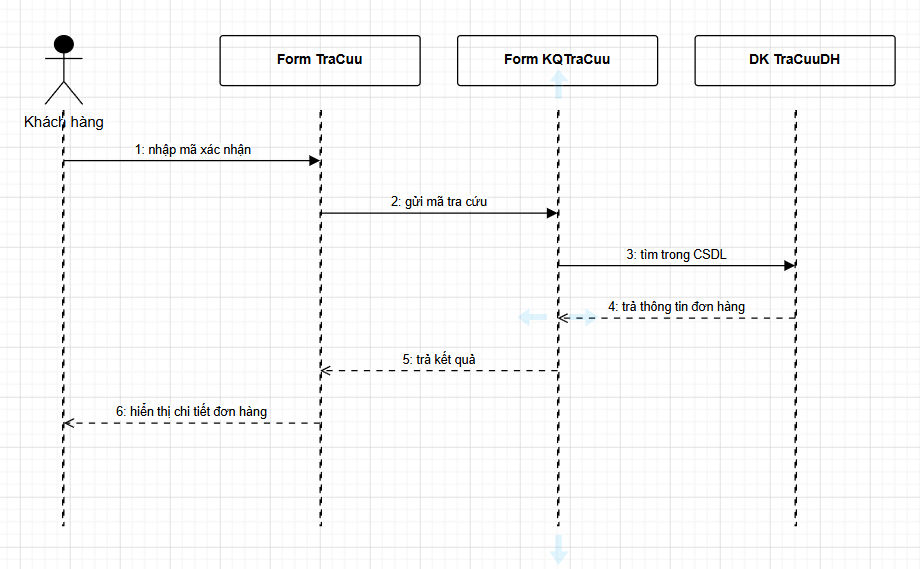 Form TraCuu
Form KQTraCuu
DK TraCuuDH
Khách hàng
1: nhập mã xác nhận
2: gửi mã tra cứu
3: tìm trong CSDL
4: trả thông tin đơn hàng
5: trả kết quả
6: hiển thị chi tiết đơn hàng